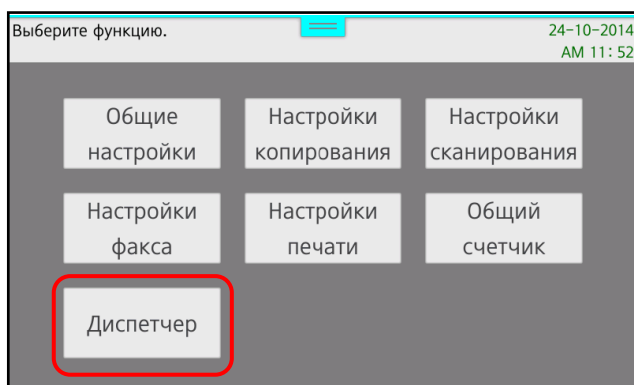 Выберите функцию.
24-10-2014
AM 11:52
Общие
настройки
Настройки
копирования
Настройки
сканирования
Настройки
факса
Настройки
печати
Общий
счетчик
Диспетчер